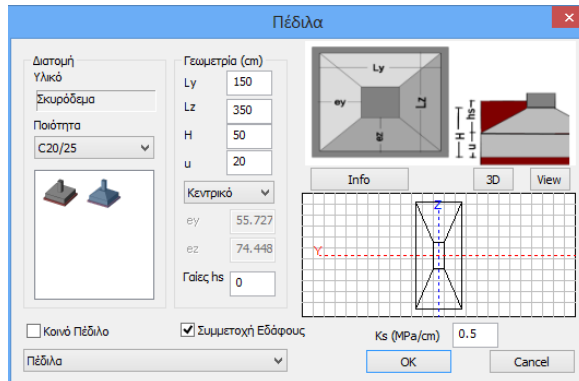 Πέδιλα
Διατομή
Υλικό
Σκυρόδεμα
Ποιότητα
C20/25
Γεωμετρία (cm)
Ly 150
Lz 350
H 50
u 20
Κεντρικό
ey 55.727
ez 74.448
Γαίες hs 0
Ly
ey
Lz
ez
H
hs
u
Info
3D
View
Z
Y
Κοινό Πέδιλο
Συμμετοχή Εδάφους
Ks (MPa/cm) 0.5
Πέδιλα
OK
Cancel